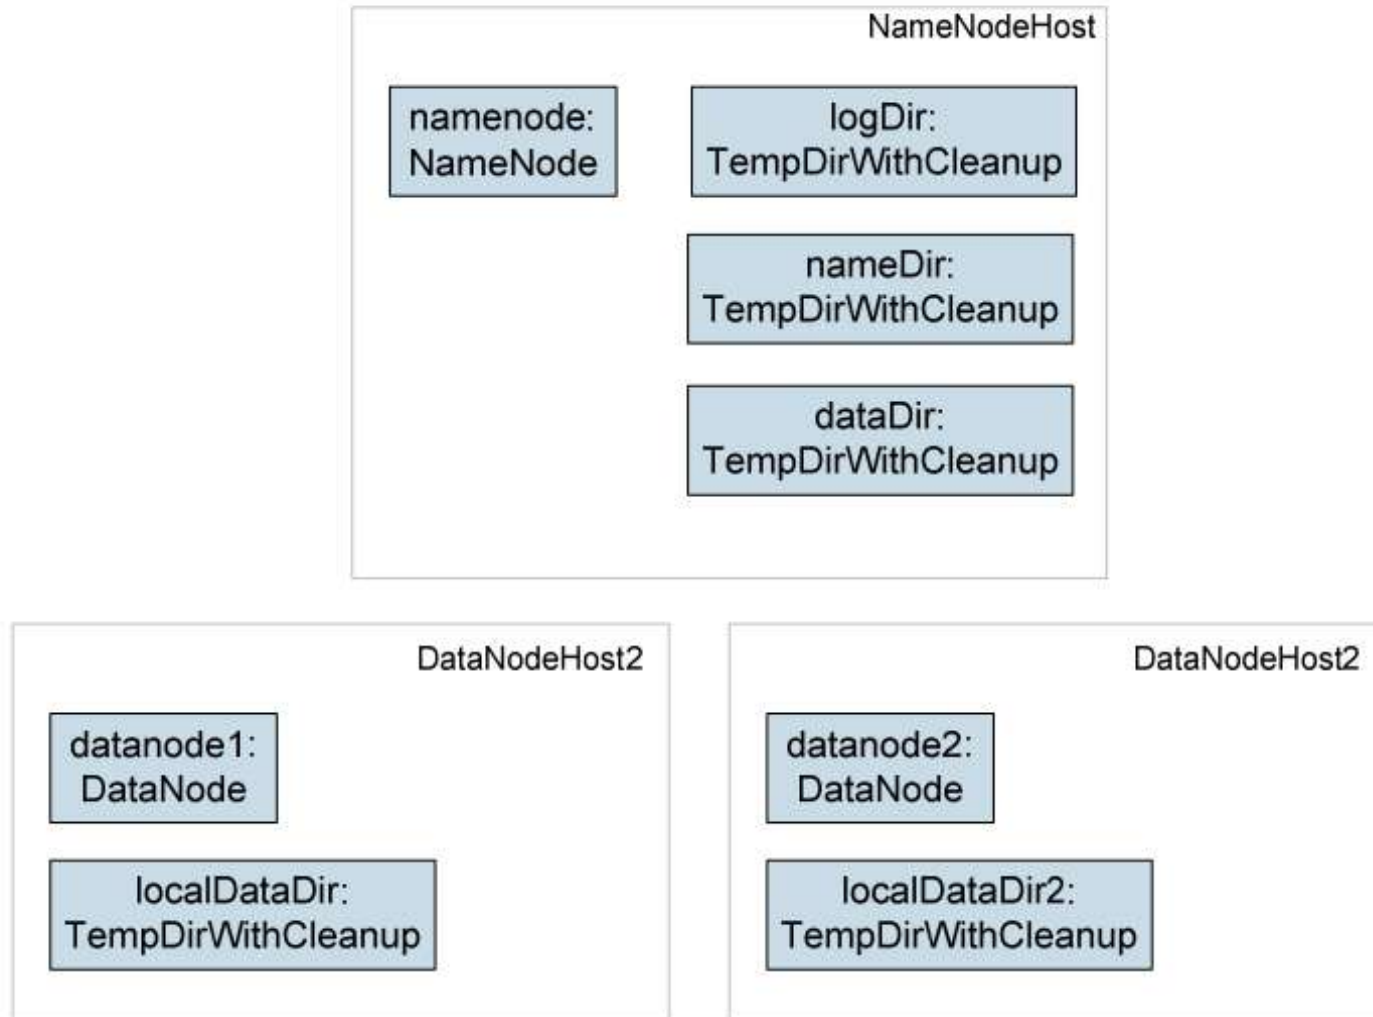 NameNodeHost
namenode:
NameNode
logDir:
TempDirWithCleanup
nameDir:
TempDirWithCleanup
dataDir:
TempDirWithCleanup
DataNodeHost2
datanode1:
DataNode
localDataDir:
TempDirWithCleanup
DataNodeHost2
datanode2:
DataNode
localDataDir2:
TempDirWithCleanup